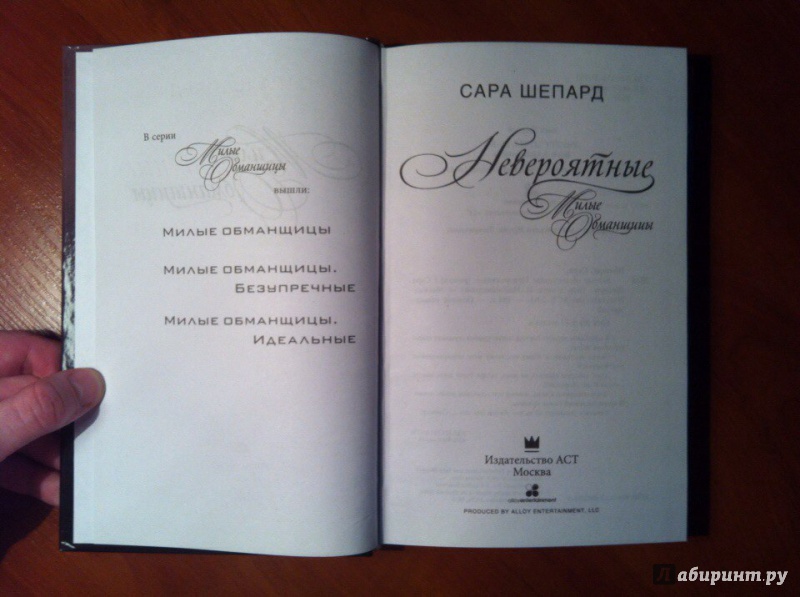 В серии
Милые
Обманщицы
вышли:
Милые обманщицы
Милые обманщицы.
Безупречные
Милые обманщицы.
Идеальные
САРА ШЕПАРД
Невероятные
Милые
Обманщицы
Издательство АСТ
Москва
alloyentertainment
PRODUCED BY ALLOY ENTERTAINMENT, LLC
Лабиринт.ру